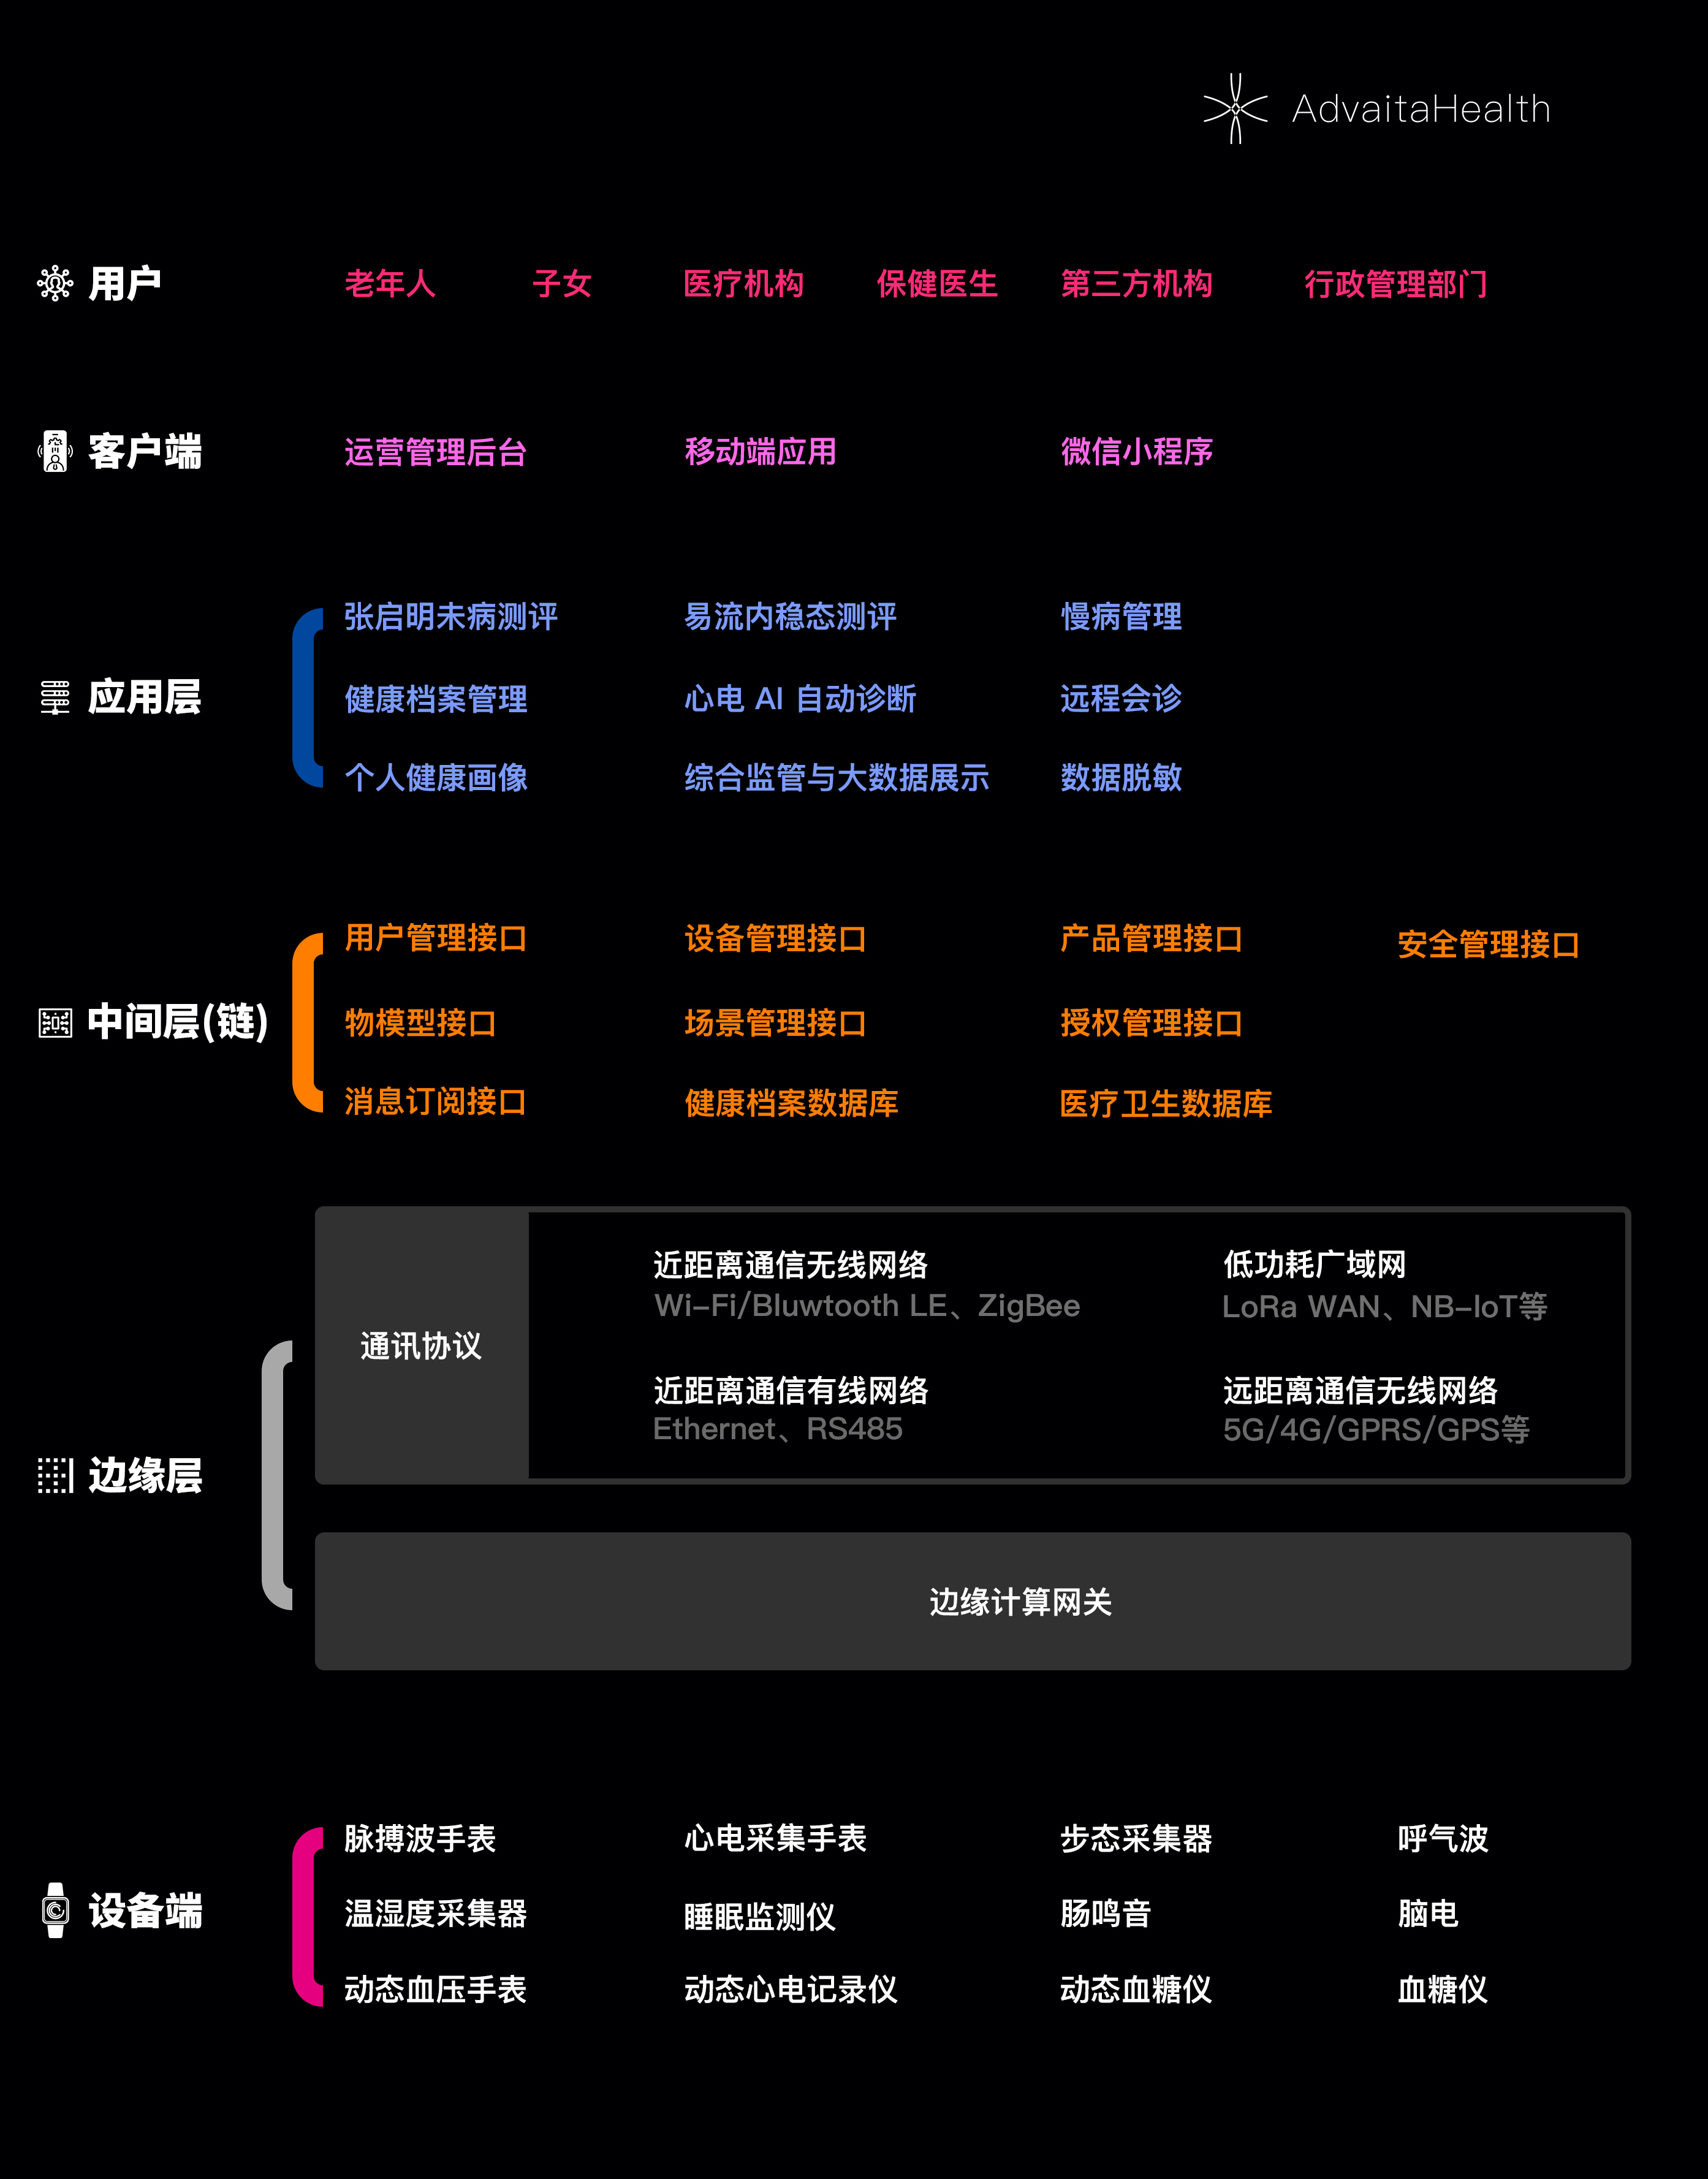 AdvaitaHealth
用户
老年人 子女 医疗机构 保健医生 第三方机构 行政管理部门
客户端
运营管理后台 移动端应用 微信小程序
应用层
张启明未病测评 易流内稳态测评 慢病管理
健康档案管理 心电 AI 自动诊断 远程会诊
个人健康画像 综合监管与大数据展示 数据脱敏
中间层(链)
用户管理接口 设备管理接口 产品管理接口 安全管理接口
物模型接口 场景管理接口 授权管理接口
消息订阅接口 健康档案数据库 医疗卫生数据库
边缘层
通讯协议
近距离通信无线网络
Wi-Fi/Bluwtooth LE、ZigBee
低功耗广域网
LoRa WAN、NB-IoT等
近距离通信有线网络
Ethernet、RS485
远距离通信无线网络
5G/4G/GPRS/GPS等
边缘计算网关
设备端
脉搏波手表 心电采集手表 步态采集器 呼气波
温湿度采集器 睡眠监测仪 肠鸣音 脑电
动态血压手表 动态心电记录仪 动态血糖仪 血糖仪